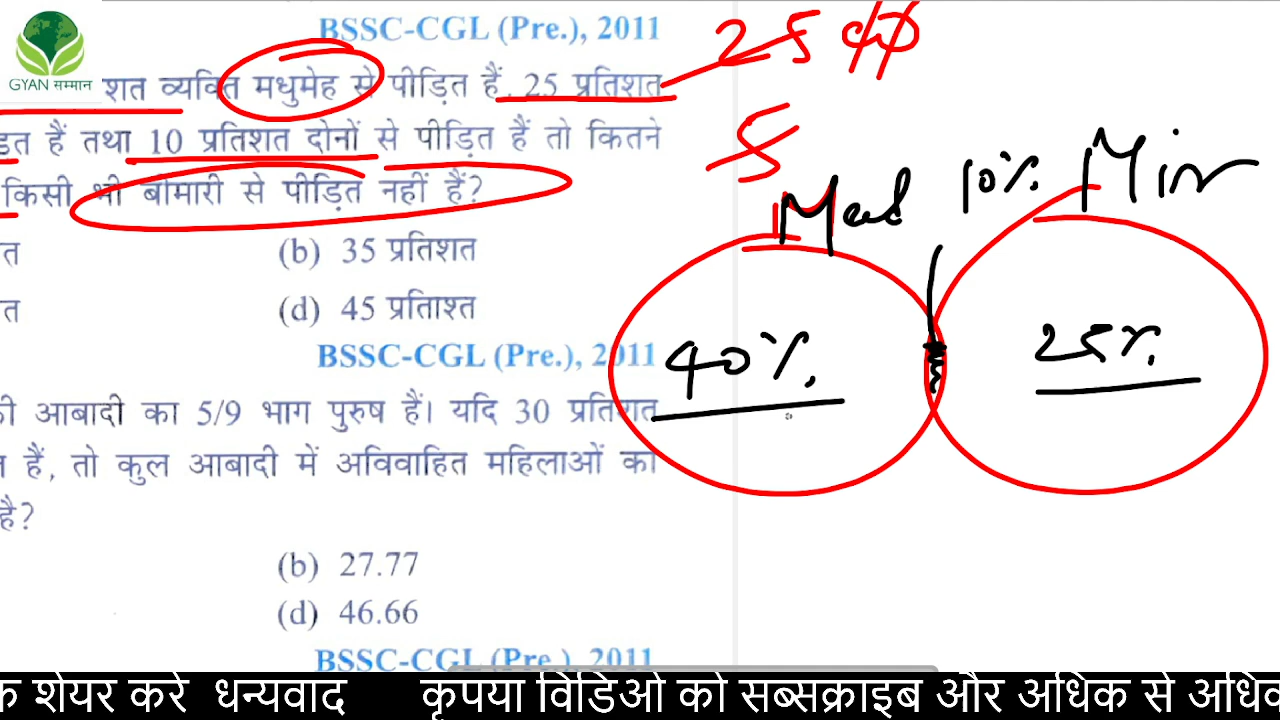 BSSC-CGL (Pre.), 2011
GYAN सम्मान
शत व्यक्ति मधुमेह से पीड़ित हैं, 25 प्रतिशत
ड़त हैं तथा 10 प्रतिशत दोनों से पीड़ित हैं तो कितने
किसी भी बीमारी से पीड़ित नहीं हैं?
त (b) 35 प्रतिशत
त (d) 45 प्रतिाश्त
BSSC-CGL (Pre.), 2011
की आबादी का 5/9 भाग पुरुष हैं। यदि 30 प्रतिशत
त हैं, तो कुल आबादी में अविवाहित महिलाओं का
है?
(b) 27.77
(d) 46.66
BSSC-CGL (Pre.), 2011
25
5
10%
40%
25%
क शेयर करे धन्यवाद कृपया विडिओ को सब्सक्राइब और अधिक से अधिक